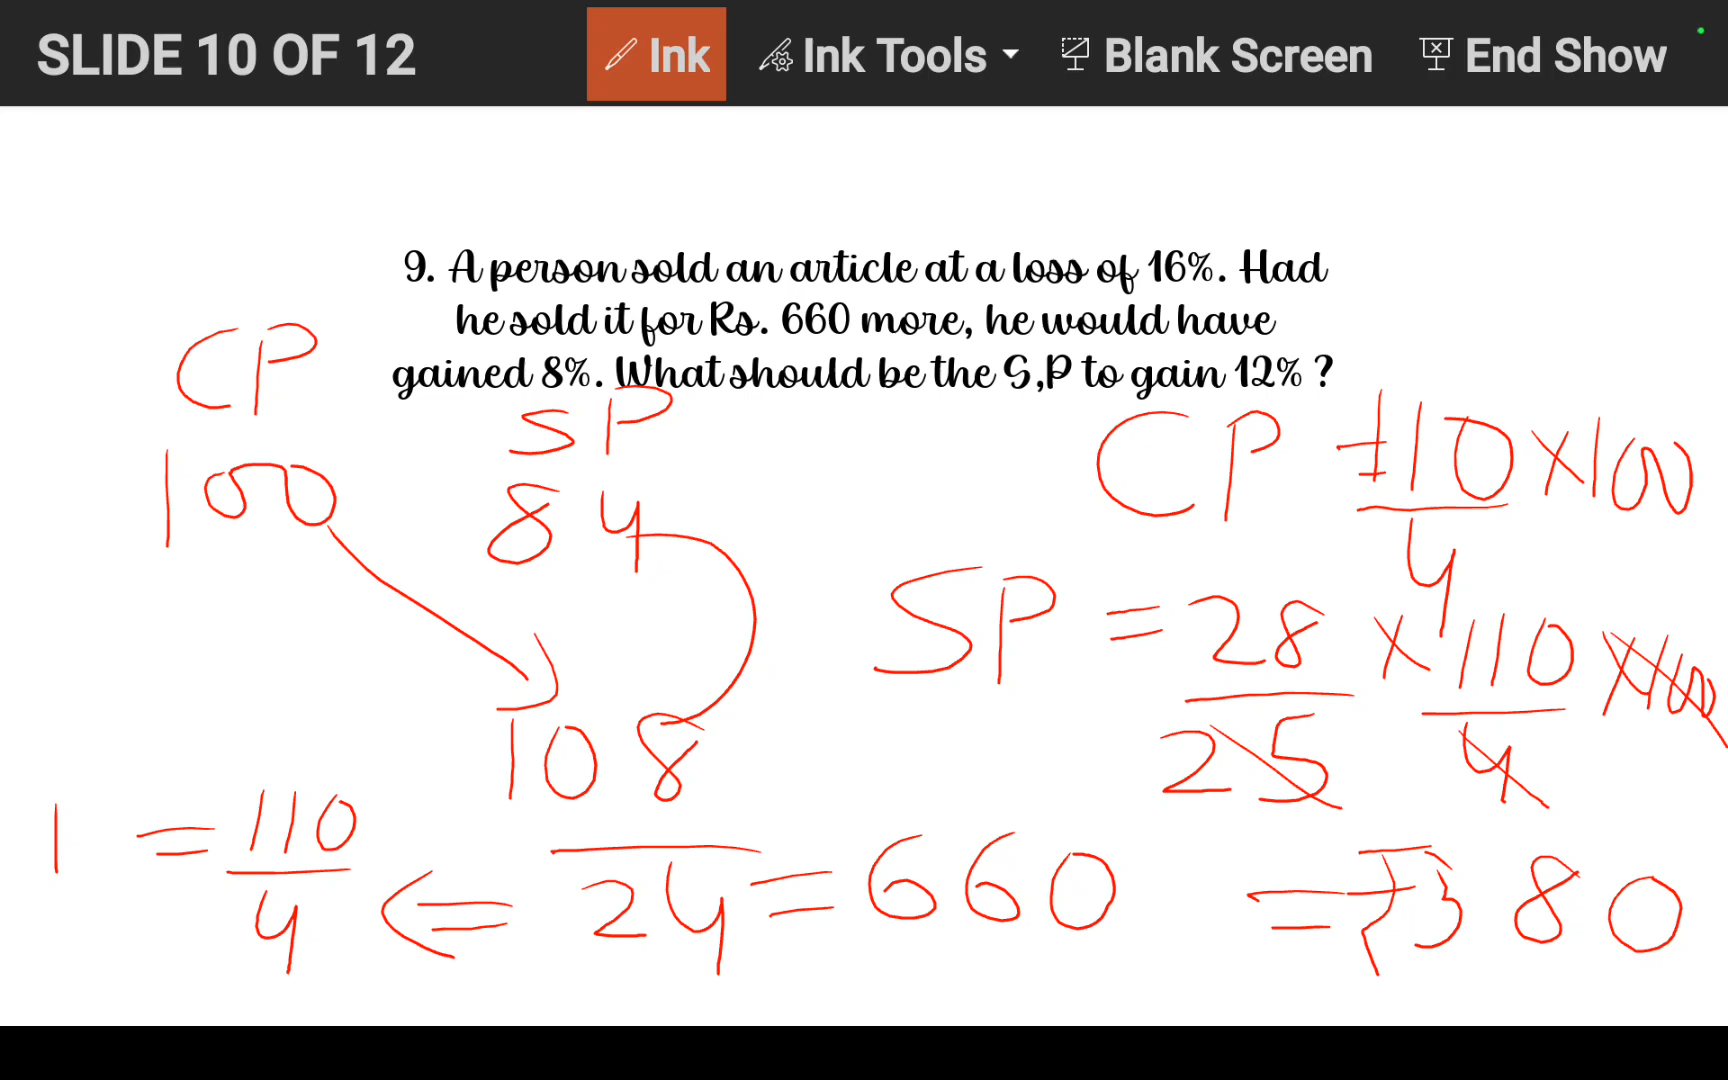 SLIDE 10 OF 12 Ink Ink Tools Blank Screen End Show
9. A person sold an article at a loss of 16%. Had
he sold it for Rs. 660 more, he would have
gained 8%. What should be the S,P to gain 12% ?
CP
SP
100
84
108
24 = 660
1 = 110/4 <=
CP = 110/4 × 100
SP = 28/25 × 110/4 × 100
= 3080